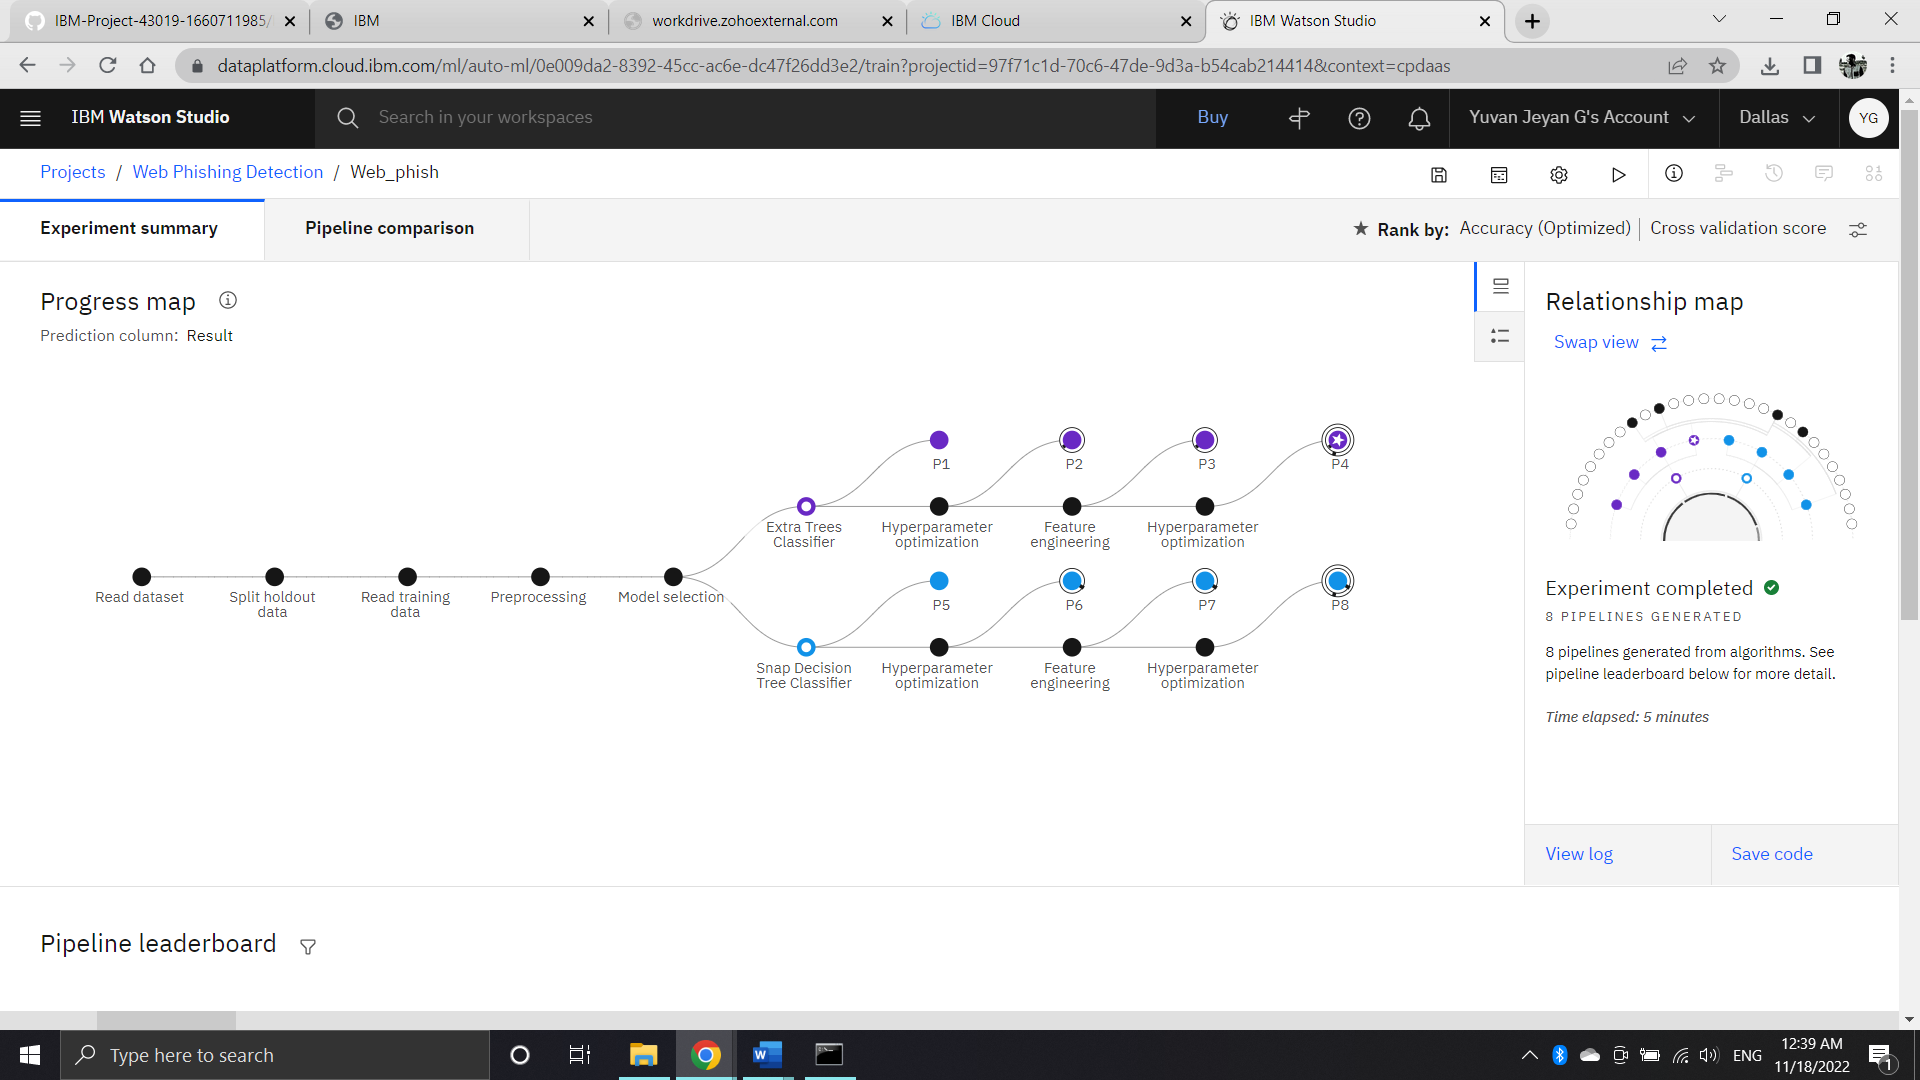 IBM-Project-43019-1660711985/
IBM
workdrive.zohoexternal.com
IBM Cloud
IBM Watson Studio
dataplatform.cloud.ibm.com/ml/auto-ml/0e009da2-8392-45cc-ac6e-dc47f26dd3e2/train?projectid=97f71c1d-70c6-47de-9d3a-b54cab214414&context=cpdaas
IBM Watson Studio
Search in your workspaces
Buy
Yuvan Jeyan G's Account
Dallas
YG
Projects / Web Phishing Detection / Web_phish
Experiment summary
Pipeline comparison
Rank by: Accuracy (Optimized) | Cross validation score
Progress map
Prediction column: Result
P1
P2
P3
P4
Extra Trees
Classifier
Hyperparameter
optimization
Feature
engineering
Hyperparameter
optimization
Read dataset
Split holdout
data
Read training
data
Preprocessing
Model selection
P5
P6
P7
P8
Snap Decision
Tree Classifier
Hyperparameter
optimization
Feature
engineering
Hyperparameter
optimization
Relationship map
Swap view
Experiment completed
8 PIPELINES GENERATED
8 pipelines generated from algorithms. See
pipeline leaderboard below for more detail.
Time elapsed: 5 minutes
View log
Save code
Pipeline leaderboard
Type here to search
ENG
12:39 AM
11/18/2022
1